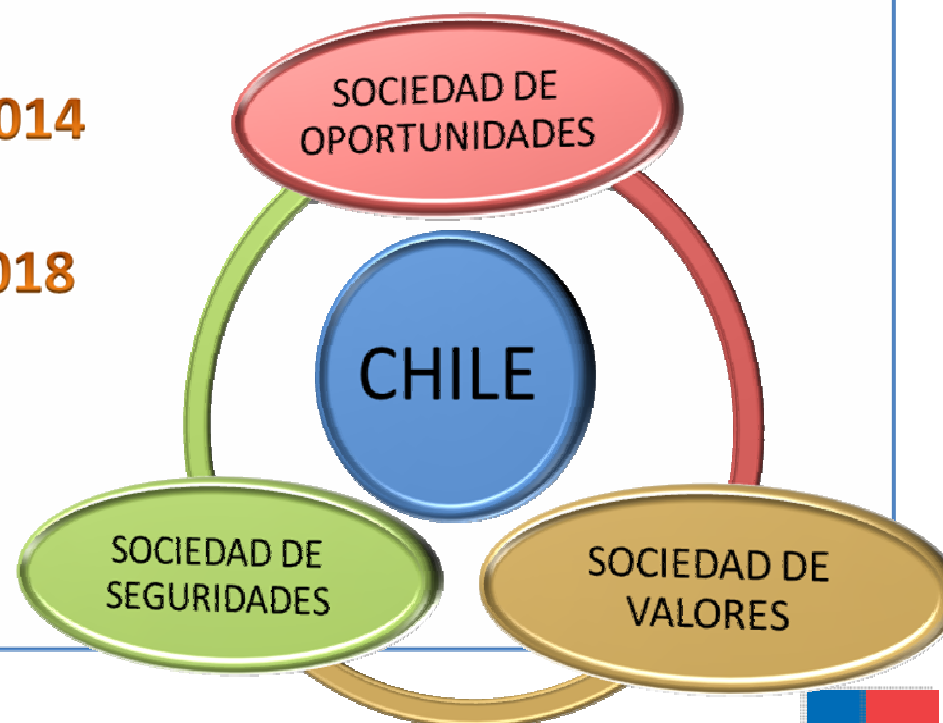 014
018
SOCIEDAD DE
OPORTUNIDADES
CHILE
SOCIEDAD DE
SEGURIDADES
SOCIEDAD DE
VALORES